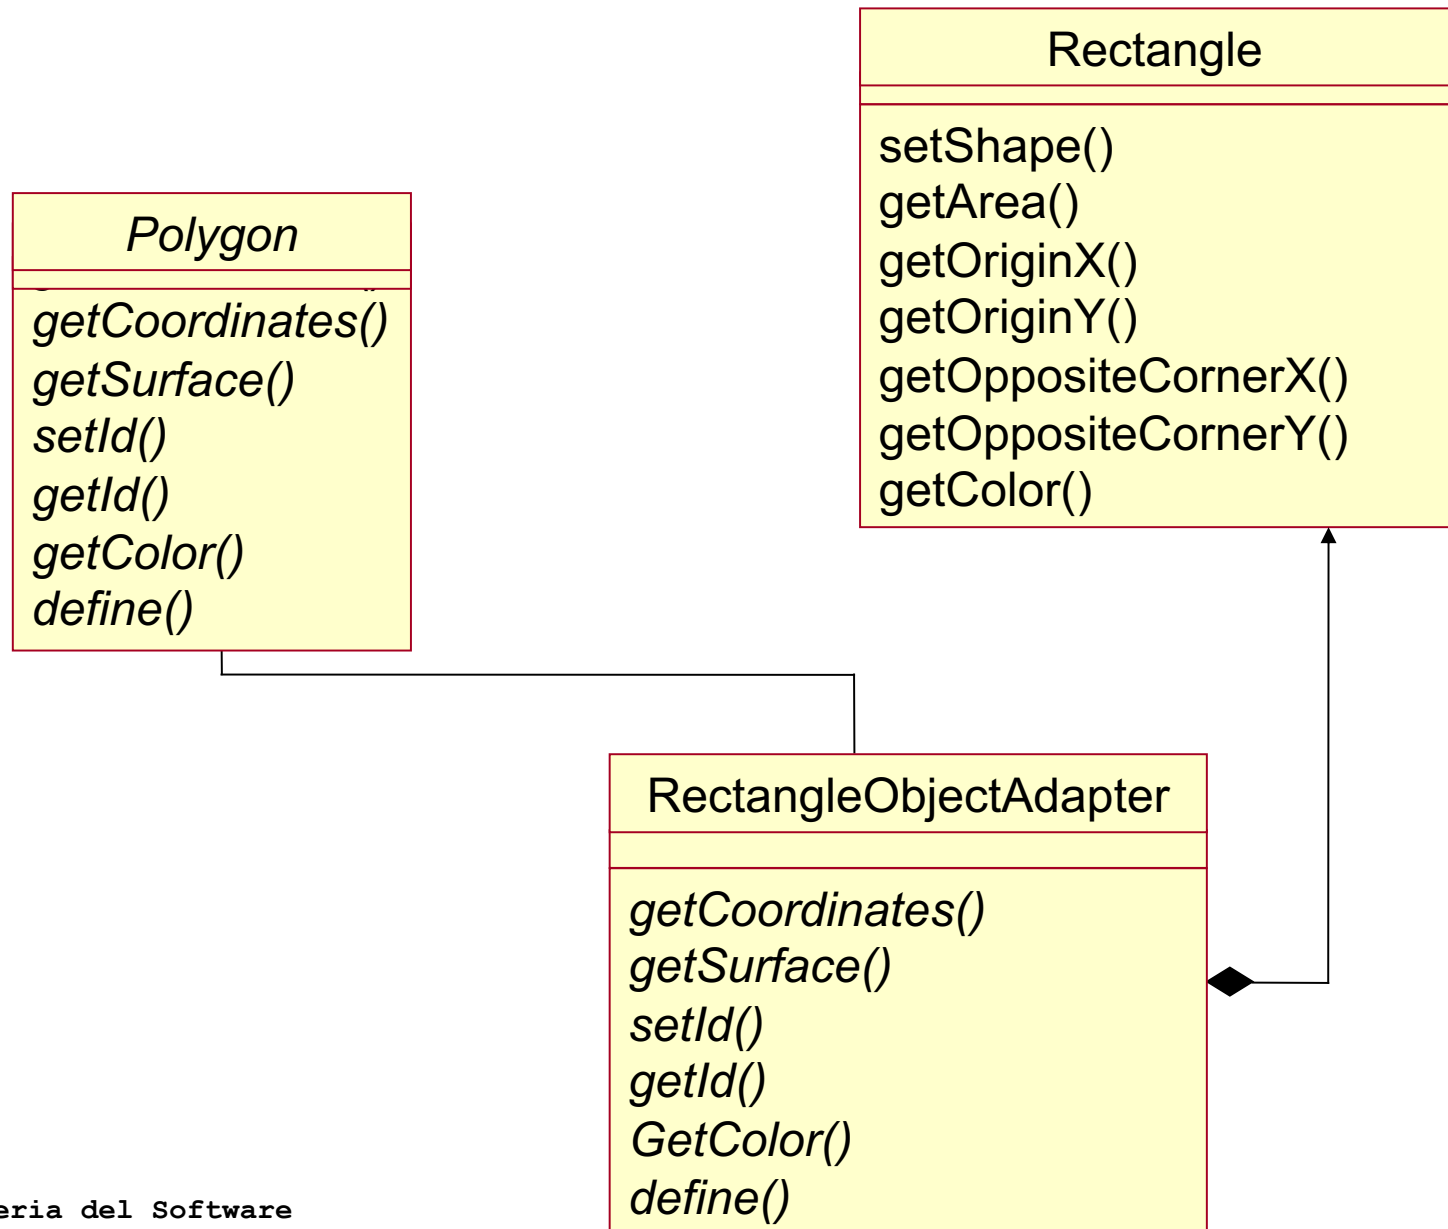 Rectangle
setShape()
getArea()
getOriginX()
getOriginY()
getOppositeCornerX()
getOppositeCornerY()
getColor()
Polygon
getCoordinates()
getSurface()
setId()
getId()
getColor()
define()
RectangleObjectAdapter
getCoordinates()
getSurface()
setId()
getId()
GetColor()
define()
eria del Software